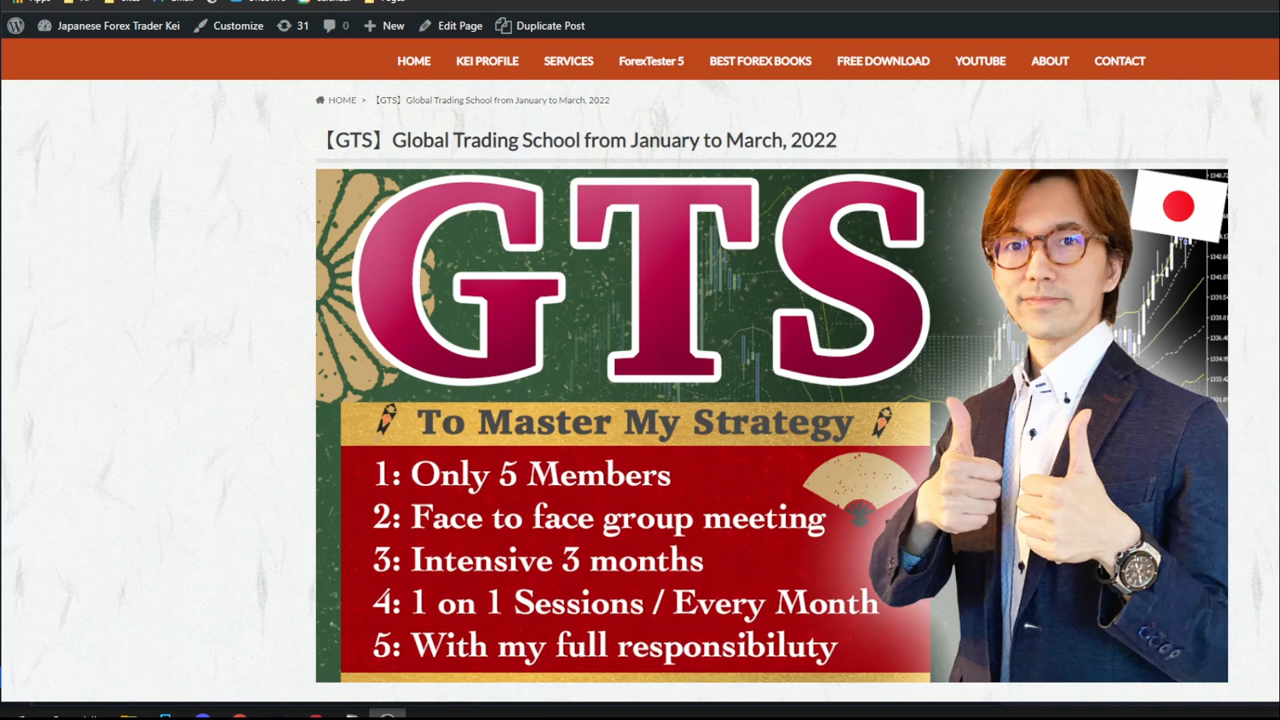 Japanese Forex Trader Kei Customize 31 0 New Edit Page Duplicate Post
HOME KEI PROFILE SERVICES ForexTester 5 BEST FOREX BOOKS FREE DOWNLOAD YOUTUBE ABOUT CONTACT
HOME > 【GTS】Global Trading School from January to March, 2022
【GTS】Global Trading School from January to March, 2022
GTS
To Master My Strategy
1: Only 5 Members
2: Face to face group meeting
3: Intensive 3 months
4: 1 on 1 Sessions / Every Month
5: With my full responsibiluty